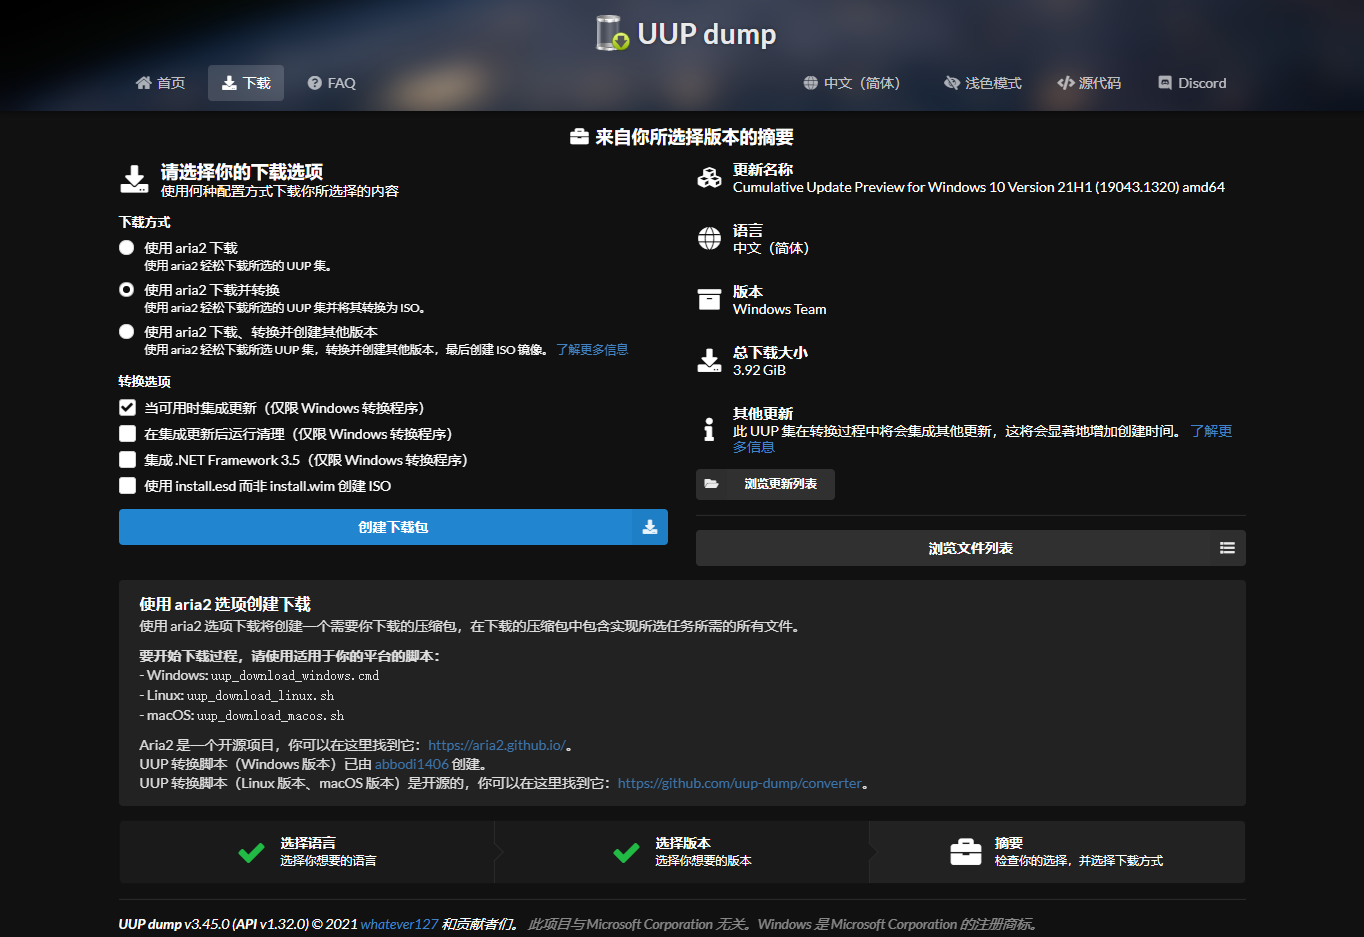 UUP dump
首页 下载 FAQ 中文（简体） 浅色模式 源代码 Discord
来自你所选择版本的摘要
请选择你的下载选项
使用何种配置方式下载你所选择的内容
下载方式
使用 aria2 下载
使用 aria2 轻松下载所选的 UUP 集。
使用 aria2 下载并转换
使用 aria2 轻松下载所选的 UUP 集并将其转换为 ISO。
使用 aria2 下载、转换并创建其他版本
使用 aria2 轻松下载所选 UUP 集，转换并创建其他版本，最后创建 ISO 镜像。 了解更多信息
转换选项
当可用时集成更新（仅限 Windows 转换程序）
在集成更新后运行清理（仅限 Windows 转换程序）
集成 .NET Framework 3.5（仅限 Windows 转换程序）
使用 install.esd 而非 install.wim 创建 ISO
创建下载包
更新名称
Cumulative Update Preview for Windows 10 Version 21H1 (19043.1320) amd64
语言
中文（简体）
版本
Windows Team
总下载大小
3.92 GiB
其他更新
此 UUP 集在转换过程中将会集成其他更新，这将会显著地增加创建时间。 了解更
多信息
浏览更新列表
浏览文件列表
使用 aria2 选项创建下载
使用 aria2 选项下载将创建一个需要你下载的压缩包，在下载的压缩包中包含实现所选任务所需的所有文件。
要开始下载过程，请使用适用于你的平台的脚本：
- Windows: uup_download_windows.cmd
- Linux: uup_download_linux.sh
- macOS: uup_download_macos.sh
Aria2 是一个开源项目，你可以在这里找到它：https://aria2.github.io/。
UUP 转换脚本（Windows 版本）已由 abbodi1406 创建。
UUP 转换脚本（Linux 版本、macOS 版本）是开源的，你可以在这里找到它：https://github.com/uup-dump/converter。
选择语言
选择你想要的语言
选择版本
选择你想要的版本
摘要
检查你的选择，并选择下载方式
UUP dump v3.45.0 (API v1.32.0) © 2021 whatever127 和贡献者们。 此项目与 Microsoft Corporation 无关。Windows 是 Microsoft Corporation 的注册商标。